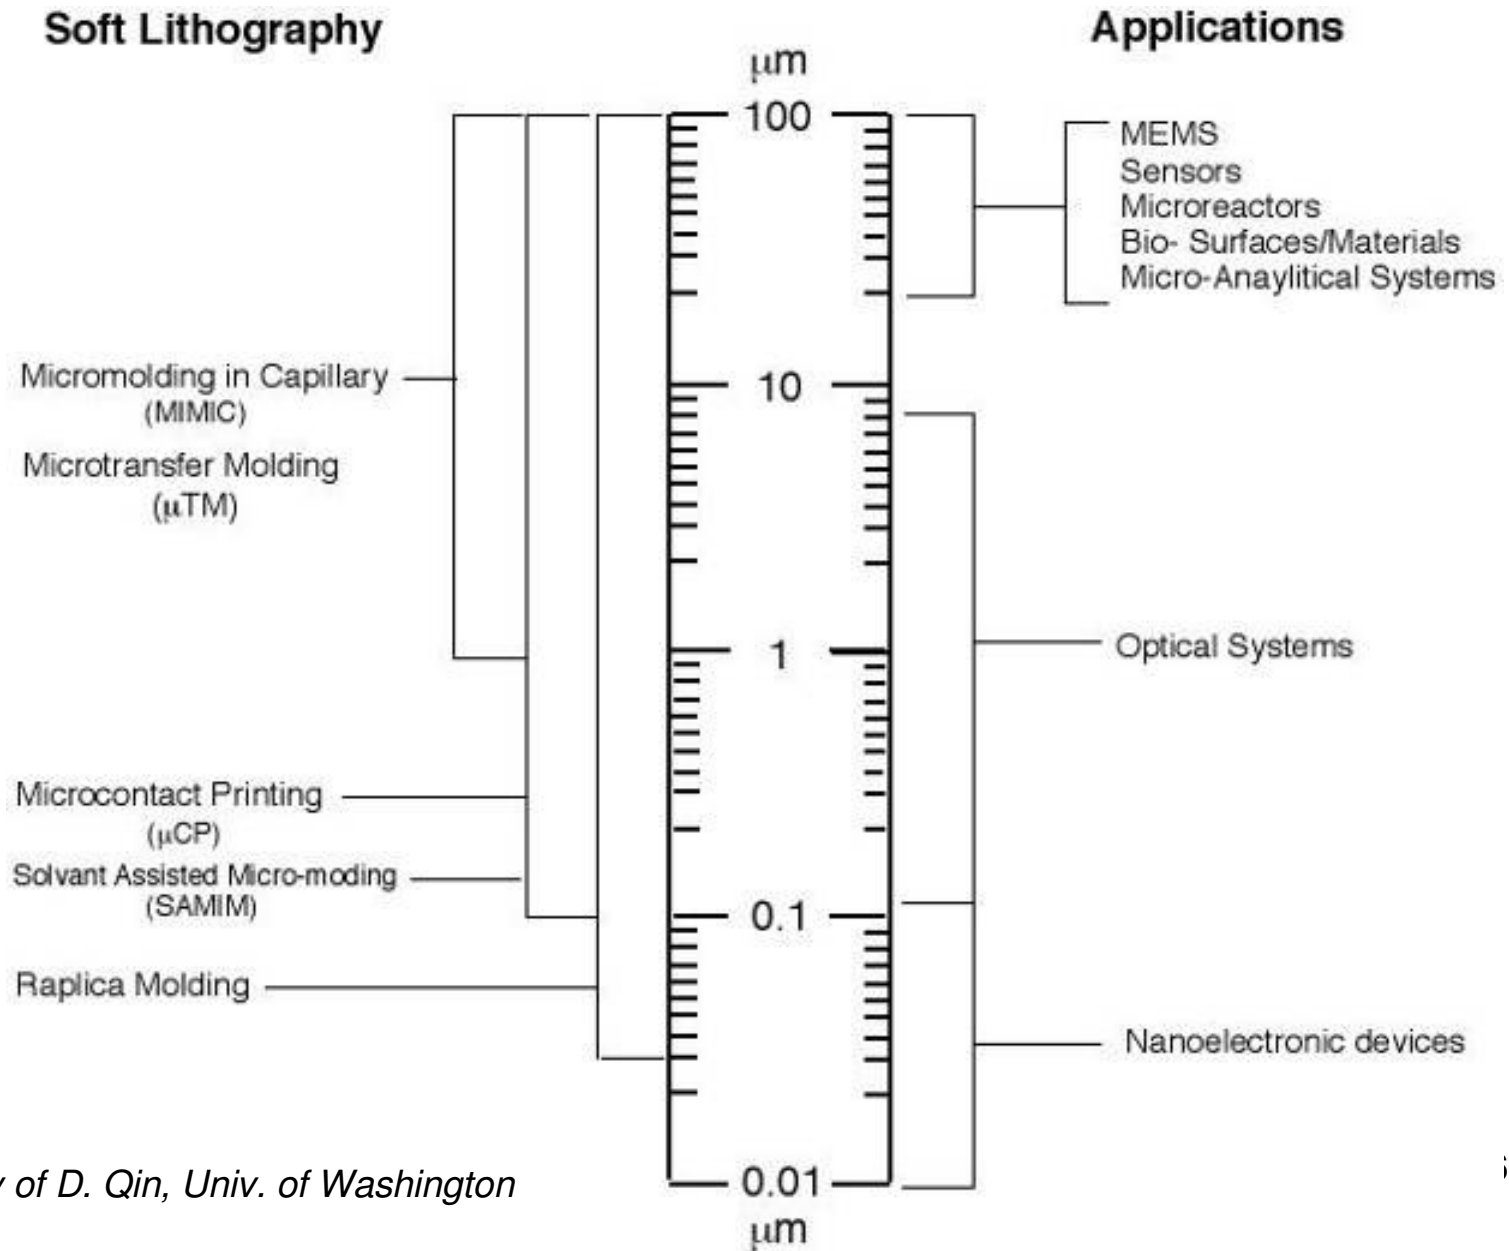 Soft Lithography
Applications
μm
100
MEMS
Sensors
Microreactors
Bio- Surfaces/Materials
Micro-Anaylitical Systems
Micromolding in Capillary
(MIMIC)
10
Microtransfer Molding
(μTM)
1
Optical Systems
Microcontact Printing
(μCP)
Solvant Assisted Micro-moding
(SAMIM)
0.1
Raplica Molding
Nanoelectronic devices
of D. Qin, Univ. of Washington
0.01
μm